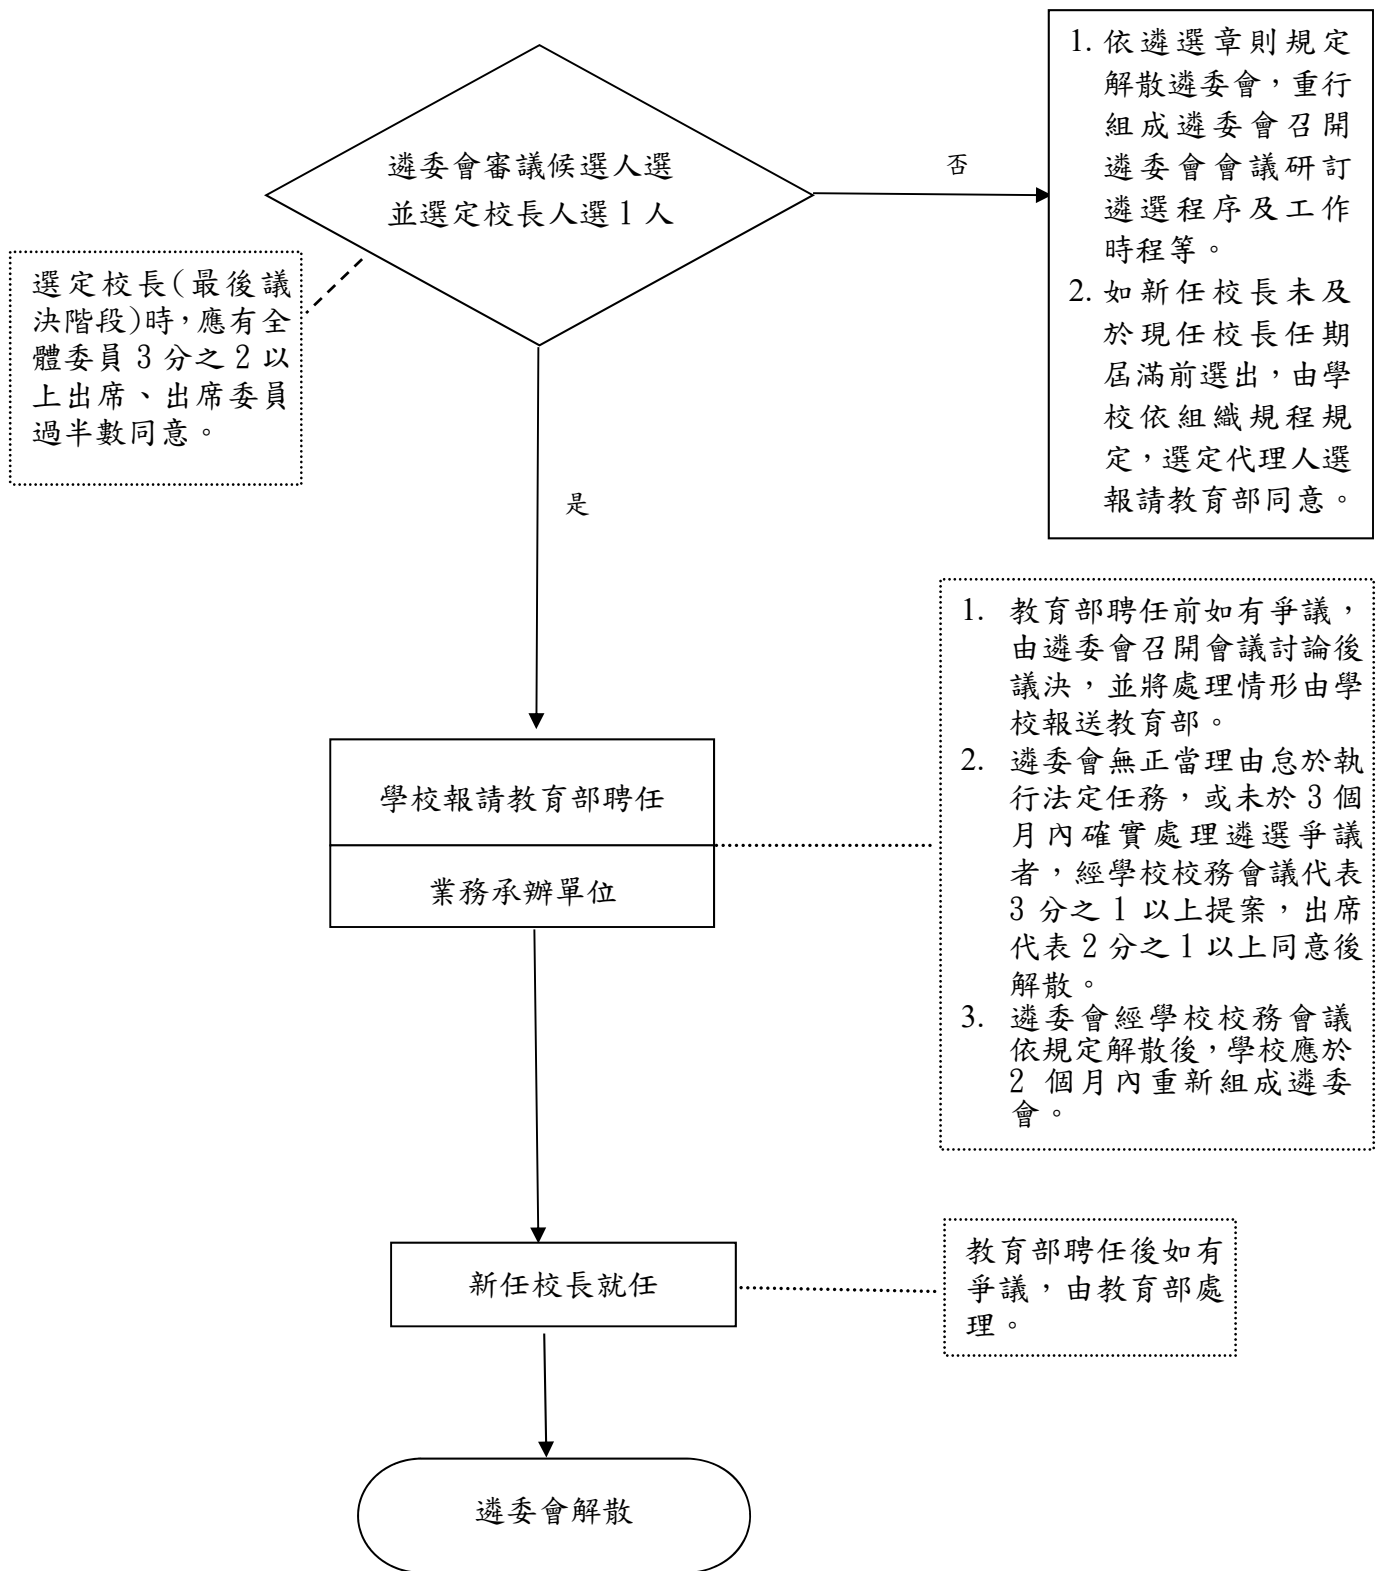 遴委會審議候選人選
並選定校長人選 1 人
否
1. 依遴選章則規定
解散遴委會，重行
組成遴委會召開
遴委會會議研訂
遴選程序及工作
時程等。
2. 如新任校長未及
於現任校長任期
屆滿前選出，由學
校依組織規程規
定，選定代理人選
報請教育部同意。
選定校長(最後議
決階段)時，應有全
體委員 3 分之 2 以
上出席、出席委員
過半數同意。
是
1. 教育部聘任前如有爭議，
由遴委會召開會議討論後
議決，並將處理情形由學
校報送教育部。
2. 遴委會無正當理由怠於執
行法定任務，或未於 3 個
月內確實處理遴選爭議
者，經學校校務會議代表
3 分之 1 以上提案，出席
代表 2 分之 1 以上同意後
解散。
3. 遴委會經學校校務會議
依規定解散後，學校應於
2 個月內重新組成遴委
會。
學校報請教育部聘任
業務承辦單位
新任校長就任
教育部聘任後如有
爭議，由教育部處
理。
遴委會解散